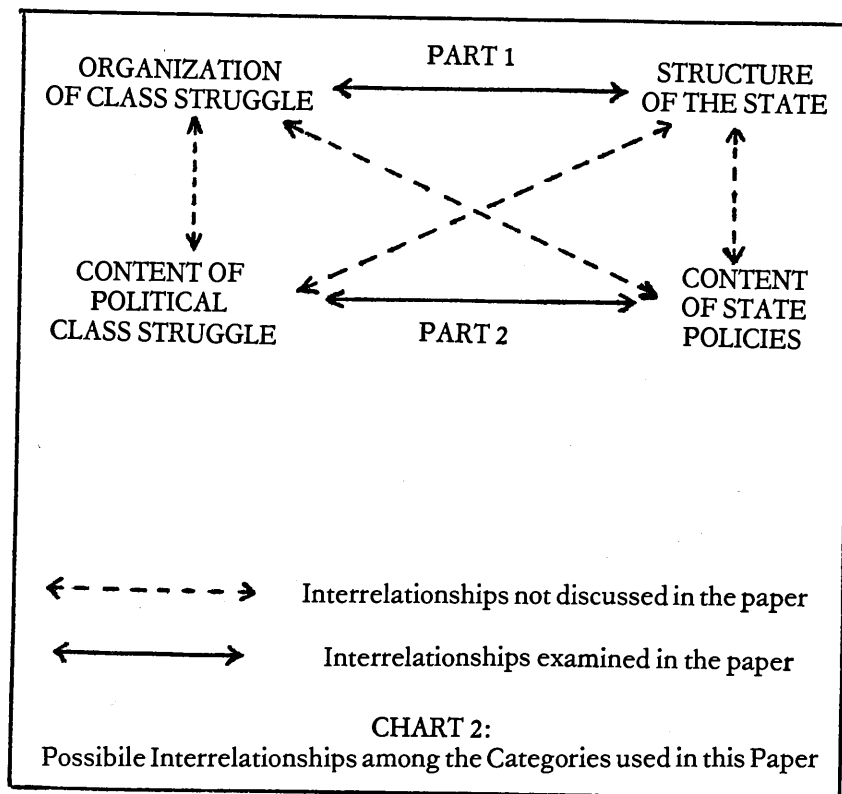 PART 1
ORGANIZATION
OF CLASS STRUGGLE
STRUCTURE
OF THE STATE
CONTENT OF
POLITICAL
CLASS STRUGGLE
PART 2
CONTENT
OF STATE
POLICIES
Interrelationships not discussed in the paper
Interrelationships examined in the paper
CHART 2:
Possibile Interrelationships among the Categories used in this Paper